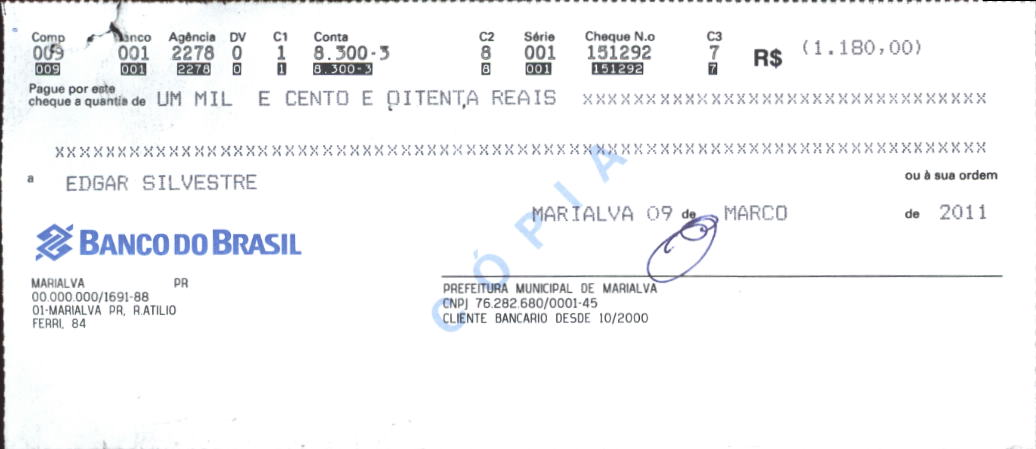 Comp Banco Agência DV C1 Conta C2 Série Cheque N.o C3
009 001 2278 0 1 8.300-3 8 001 151292 7 R$ (1.180,00)
009 001 2278 0 1 8.300-3 8 001 151292 7
Pague por este
cheque a quantia de UM MIL E CENTO E OITENTA REAIS XXXXXXXXXXXXXXXXXXXXXXXXXXXXXXXXXXXXXXX
XXXXXXXXXXXXXXXXXXXXXXXXXXXXXXXXXXXXXXXXXXXXXXXXXXXXXXXXXXXXXXXXXXXXXXXXXXXXXXXXXXXXXXXXX
a EDGAR SILVESTRE ou à sua ordem
MARIALVA 09 de MARCO de 2011
BANCO DO BRASIL
MARIALVA PR
00.000.000/1691-88
01-MARIALVA PR, R.ATILIO
FERRI, 84
PREFEITURA MUNICIPAL DE MARIALVA
CNPJ 76.282.680/0001-45
CLIENTE BANCARIO DESDE 10/2000
CÓPIA